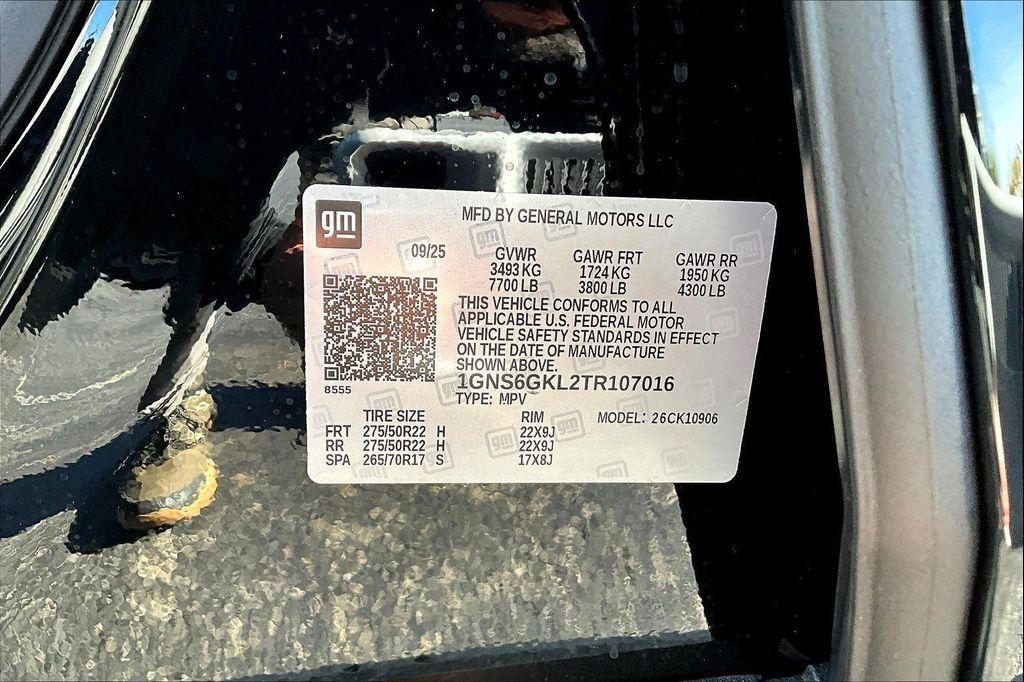 gm
MFD BY GENERAL MOTORS LLC
09/25 GVWR GAWR FRT GAWR RR
3493 KG 1724 KG 1950 KG
7700 LB 3800 LB 4300 LB
THIS VEHICLE CONFORMS TO ALL
APPLICABLE U.S. FEDERAL MOTOR
VEHICLE SAFETY STANDARDS IN EFFECT
ON THE DATE OF MANUFACTURE
SHOWN ABOVE.
1GNS6GKL2TR107016
8555
TYPE: MPV
TIRE SIZE RIM MODEL: 26CK10906
FRT 275/50R22 H 22X9J
RR 275/50R22 H 22X9J
SPA 265/70R17 S 17X8J